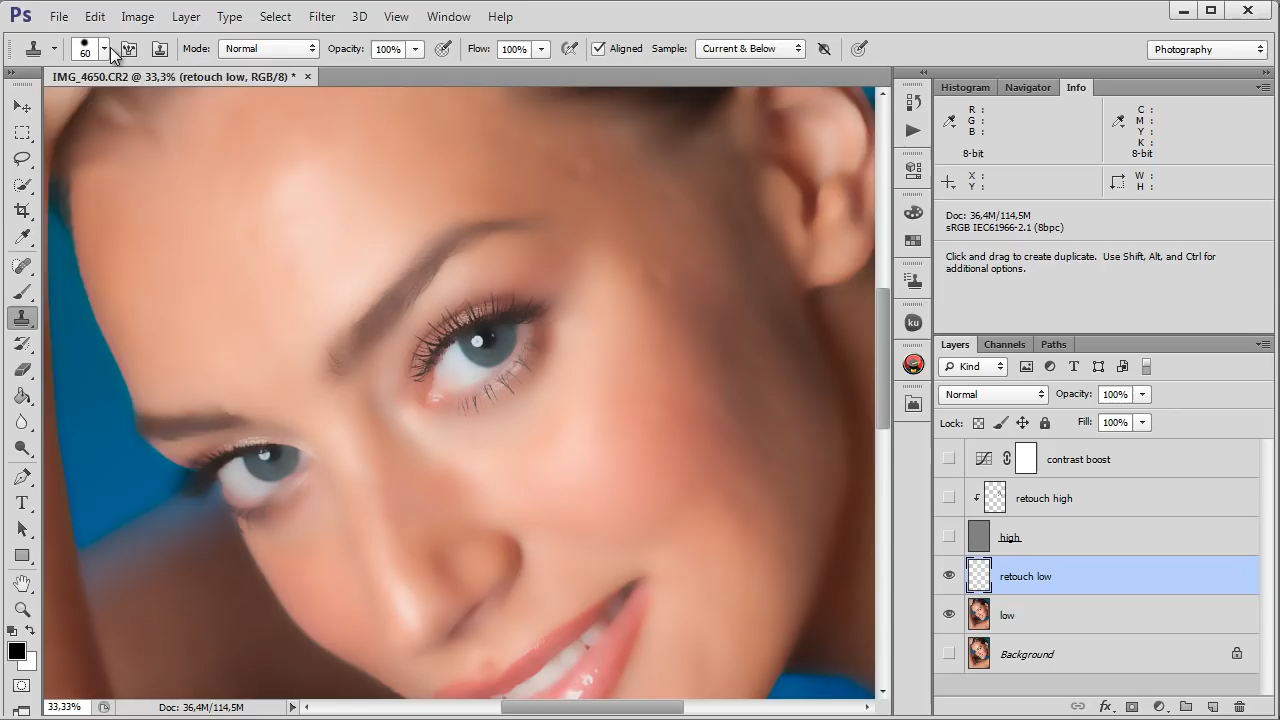 Ps File Edit Image Layer Type Select Filter 3D View Window Help
60 Mode: Normal Opacity: 100% Flow: 100% Aligned Sample: Current & Below Photography
IMG_4650.CR2 @ 33,3% (retouch low, RGB/8) * ×
Histogram Navigator Info
R : C :
G : M :
B : Y :
K :
8-bit 8-bit
X : W :
Y : H :
Doc: 36,4M/114,5M
sRGB IEC61966-2.1 (8bpc)
Click and drag to create duplicate. Use Shift, Alt, and Ctrl for
additional options.
ku
Layers Channels Paths
Kind
Normal Opacity: 100%
Lock: Fill: 100%
contrast boost
retouch high
high
retouch low
low
Background
33,33% Doc: 36,4M/114,5M